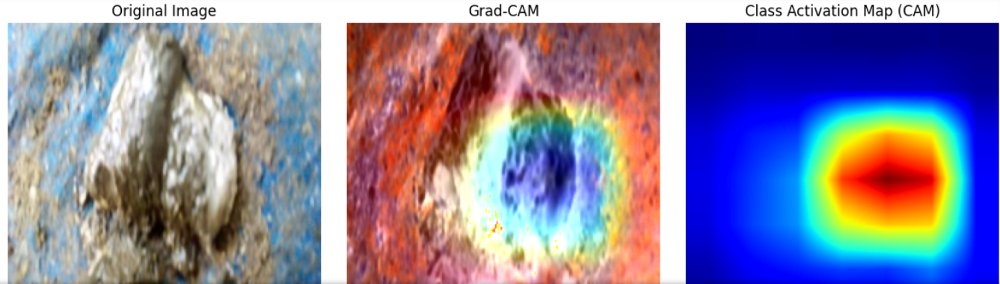 Original Image
Grad-CAM
Class Activation Map (CAM)